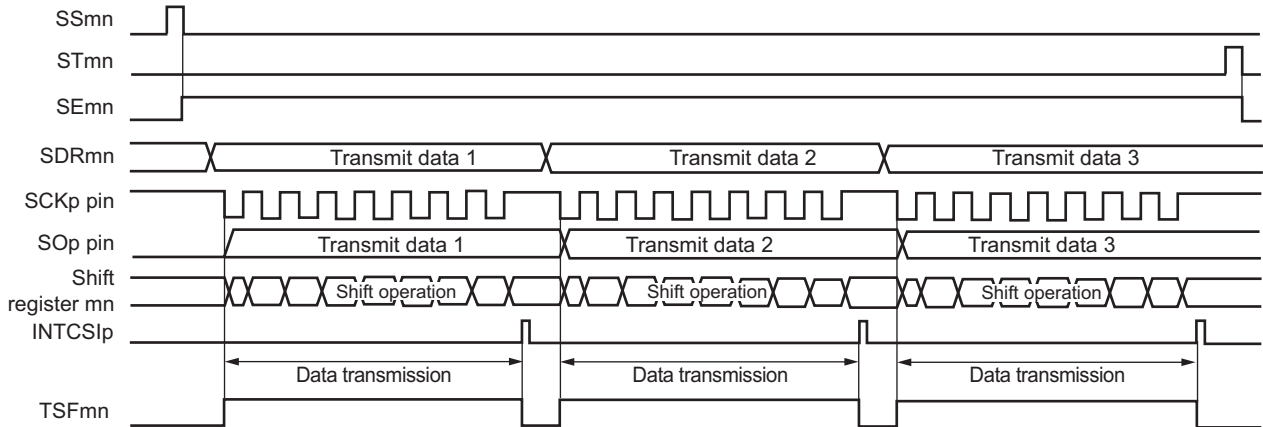 SSmn
STmn
SEmn
SDRmn Transmit data 1 Transmit data 2 Transmit data 3
SCKp pin
SOp pin Transmit data 1 Transmit data 2 Transmit data 3
Shift
register mn Shift operation Shift operation Shift operation
INTCSIp
Data transmission Data transmission Data transmission
TSFmn